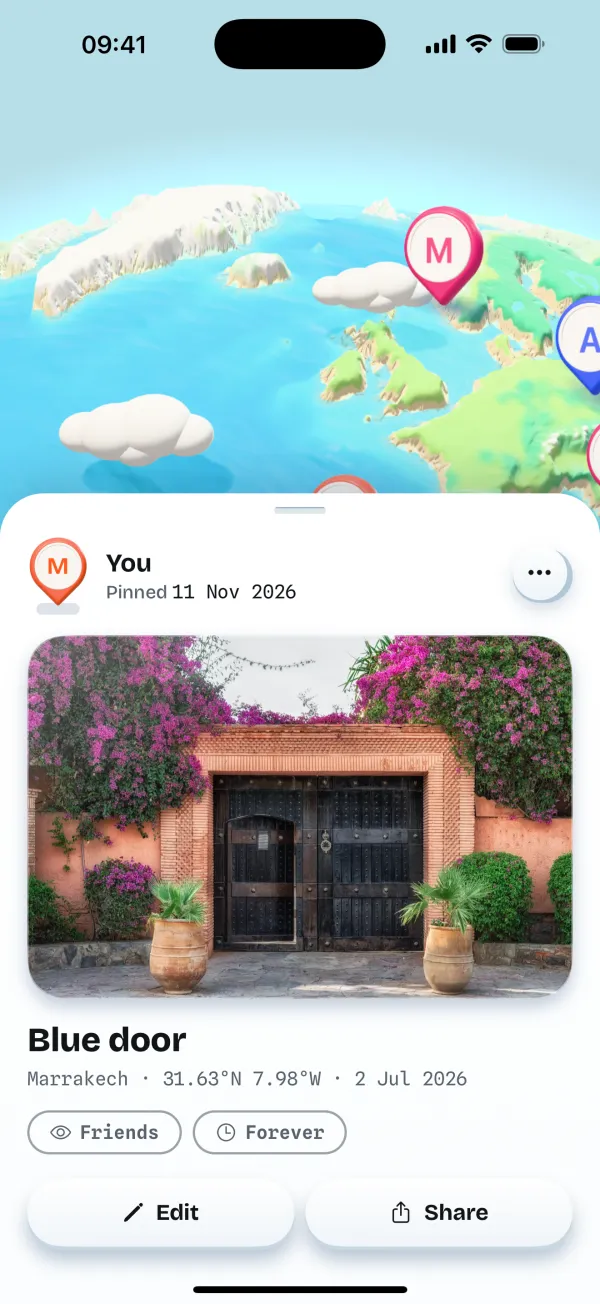 09:41
M
A
M
You
Pinned 11 Nov 2026
Blue door
Marrakech · 31.63°N 7.98°W · 2 Jul 2026
Friends
Forever
Edit
Share